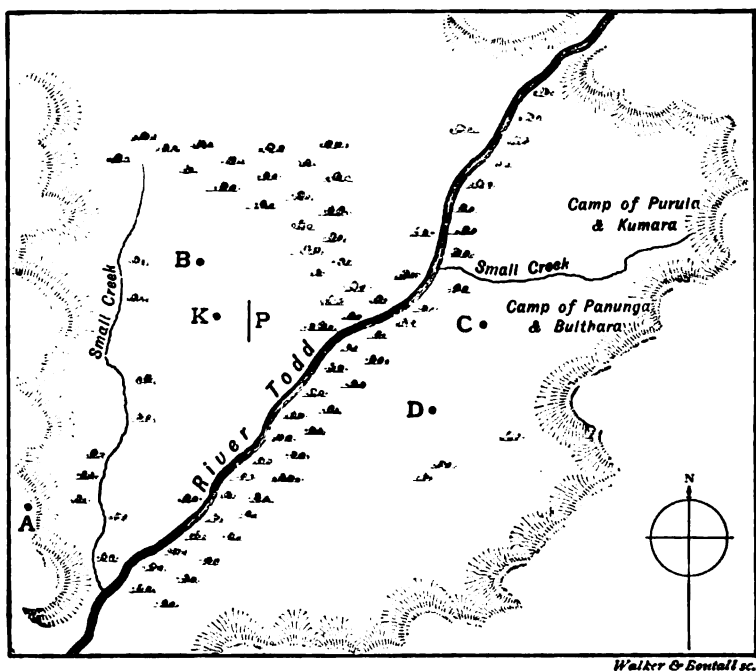 Camp of Purula
& Kumara
Small Creek
Camp of Panunga
& Bulthara
B
K
P
C
Small Creek
River Todd
D
A
N
Walker & Boutall sc.